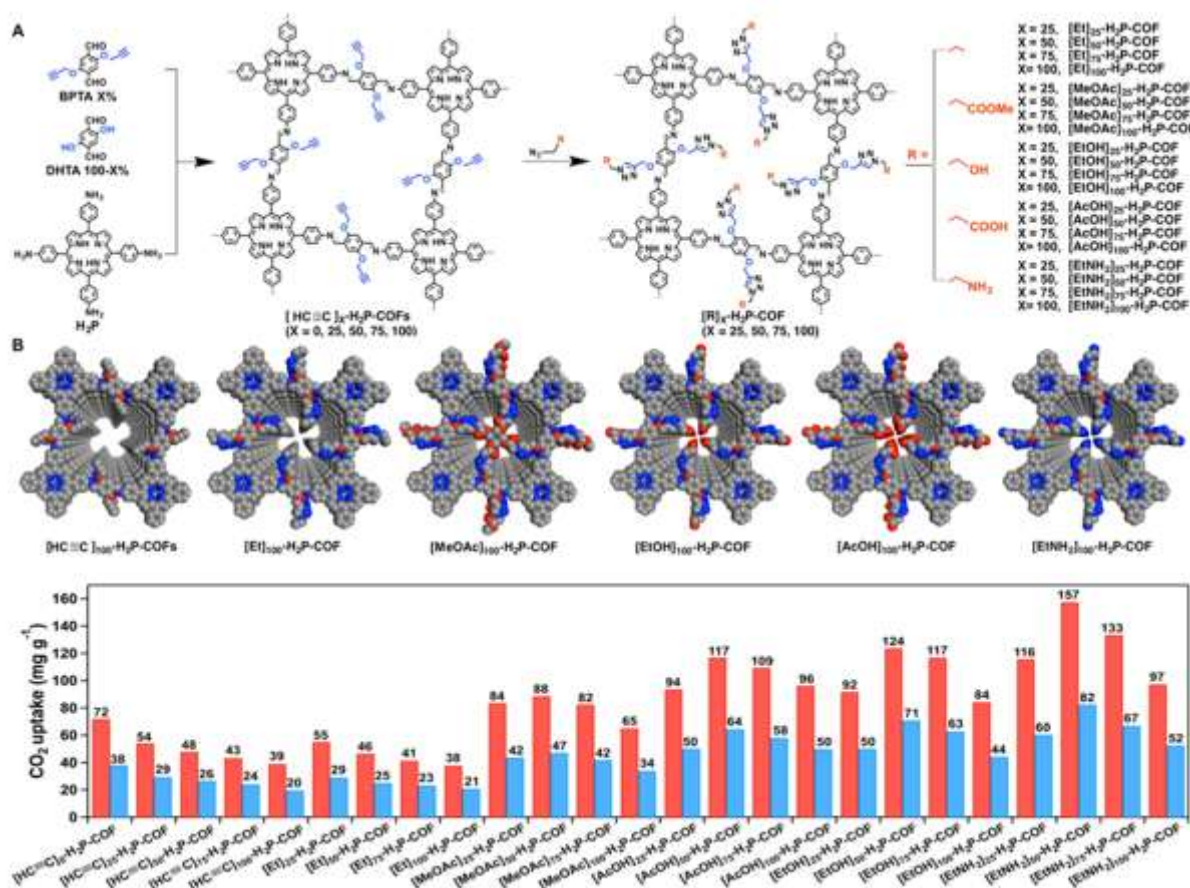 A
CHO
CHO
BPTA X%
CHO
OH
HO
CHO
DHTA 100-X%
NH2
H2N
NH2
NH2
H2P
[ HC≡C ]X-H2P-COFs
(X = 0, 25, 50, 75, 100)
[R]X-H2P-COF
(X = 25, 50, 75, 100)
R =
X = 25, [Et]25-H2P-COF
X = 50, [Et]50-H2P-COF
X = 75, [Et]75-H2P-COF
X= 100, [Et]100-H2P-COF
COOMe
X = 25, [MeOAc]25-H2P-COF
X = 50, [MeOAc]50-H2P-COF
X = 75, [MeOAc]75-H2P-COF
X= 100, [MeOAc]100-H2P-COF
OH
X = 25, [EtOH]25-H2P-COF
X = 50, [EtOH]50-H2P-COF
X = 75, [EtOH]75-H2P-COF
X= 100, [EtOH]100-H2P-COF
COOH
X = 25, [AcOH]25-H2P-COF
X = 50, [AcOH]50-H2P-COF
X = 75, [AcOH]75-H2P-COF
X= 100, [AcOH]100-H2P-COF
NH2
X = 25, [EtNH2]25-H2P-COF
X = 50, [EtNH2]50-H2P-COF
X = 75, [EtNH2]75-H2P-COF
X = 100, [EtNH2]100-H2P-COF
B
[HC≡C ]100-H2P-COFs
[Et]100-H2P-COF
[MeOAc]100-H2P-COF
[EtOH]100-H2P-COF
[AcOH]100-H2P-COF
[EtNH2]100-H2P-COF
CO2 uptake (mg g-1)
160
140
120
100
80
60
40
20
0
72 38
54 29
48 26
43 24
39 20
55 29
46 25
41 23
38 21
84 42
88 47
82 42
65 34
94 50
117 64
109 58
96 50
92 50
124 71
117 63
84 44
116 60
157 82
133 67
97 52
[HC≡C]0-H2P-COF
[HC≡C]25-H2P-COF
[HC≡C]50-H2P-COF
[HC≡C]75-H2P-COF
[HC≡C]100-H2P-COF
[Et]25-H2P-COF
[Et]50-H2P-COF
[Et]75-H2P-COF
[Et]100-H2P-COF
[MeOAc]25-H2P-COF
[MeOAc]50-H2P-COF
[MeOAc]75-H2P-COF
[MeOAc]100-H2P-COF
[AcOH]25-H2P-COF
[AcOH]50-H2P-COF
[AcOH]75-H2P-COF
[AcOH]100-H2P-COF
[EtOH]25-H2P-COF
[EtOH]50-H2P-COF
[EtOH]75-H2P-COF
[EtOH]100-H2P-COF
[EtNH2]25-H2P-COF
[EtNH2]50-H2P-COF
[EtNH2]75-H2P-COF
[EtNH2]100-H2P-COF